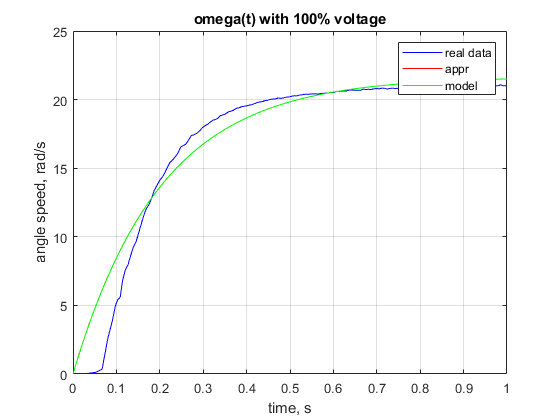 omega(t) with 100% voltage
25
20
15
10
5
0
angle speed, rad/s
real data
appr
model
0 0.1 0.2 0.3 0.4 0.5 0.6 0.7 0.8 0.9 1
time, s